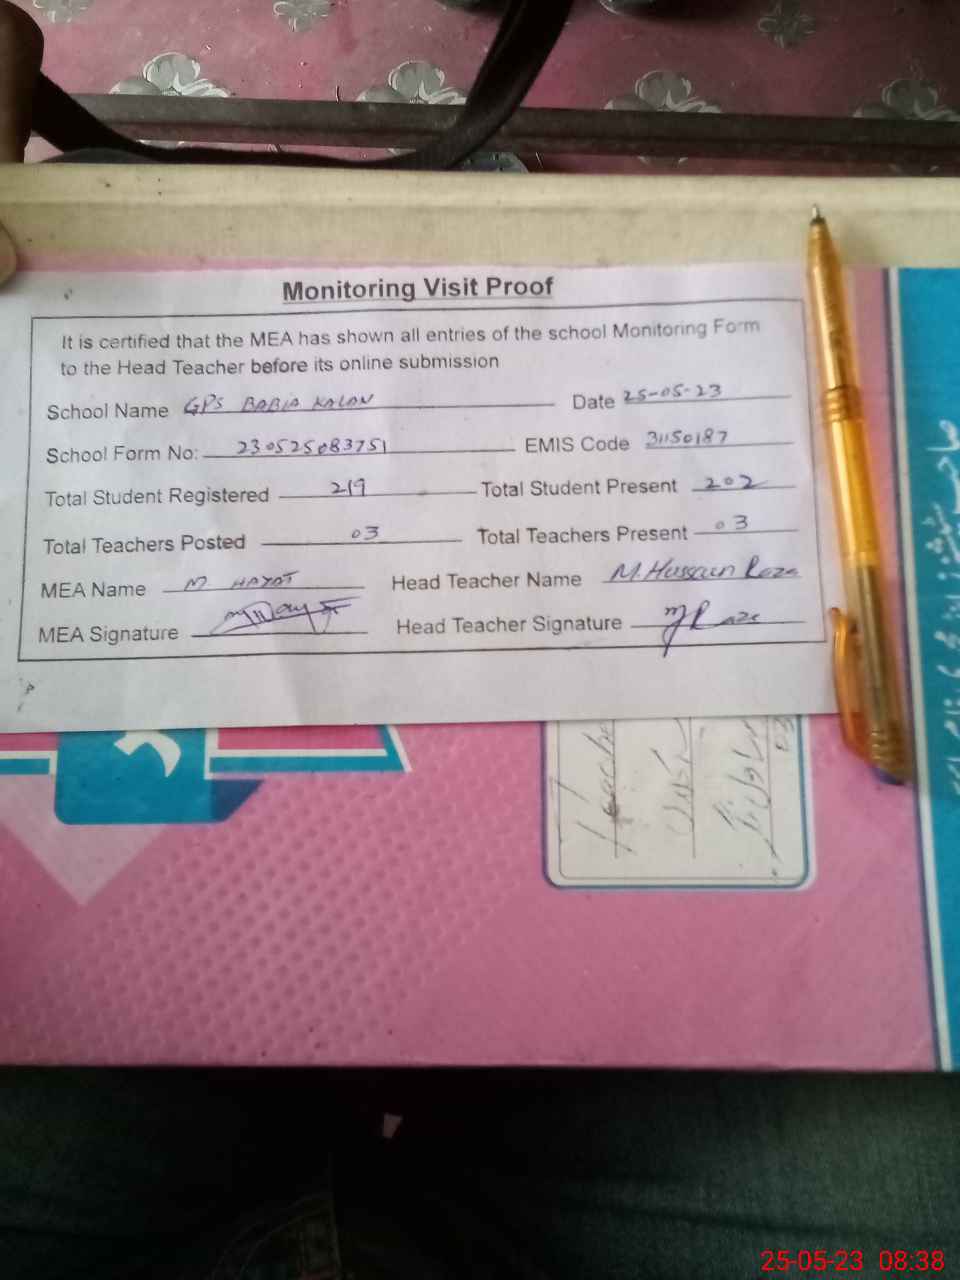 Monitoring Visit Proof
It is certified that the MEA has shown all entries of the school Monitoring Form
to the Head Teacher before its online submission
School Name GPS BABLA KALAN Date 25-05-23
School Form No: 230525083751 EMIS Code 31150187
Total Student Registered 219 Total Student Present 202
Total Teachers Posted 03 Total Teachers Present 03
MEA Name M HAYAT Head Teacher Name M. Hussain Raza
MEA Signature Head Teacher Signature
Teacher
25-05-23 08:38